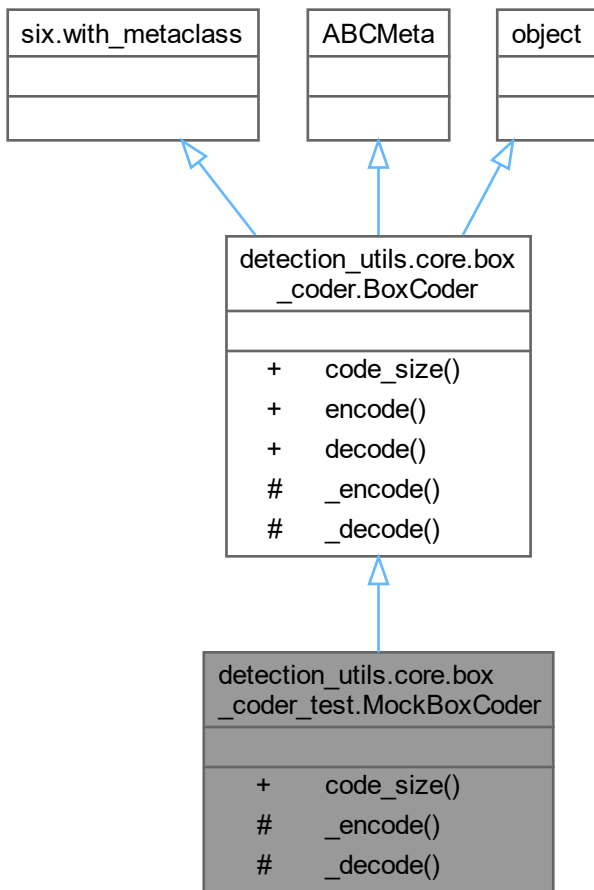 six.with_metaclass
ABCMeta
object
detection_utils.core.box
_coder.BoxCoder
+ code_size()
+ encode()
+ decode()
# _encode()
# _decode()
detection_utils.core.box
_coder_test.MockBoxCoder
+ code_size()
# _encode()
# _decode()